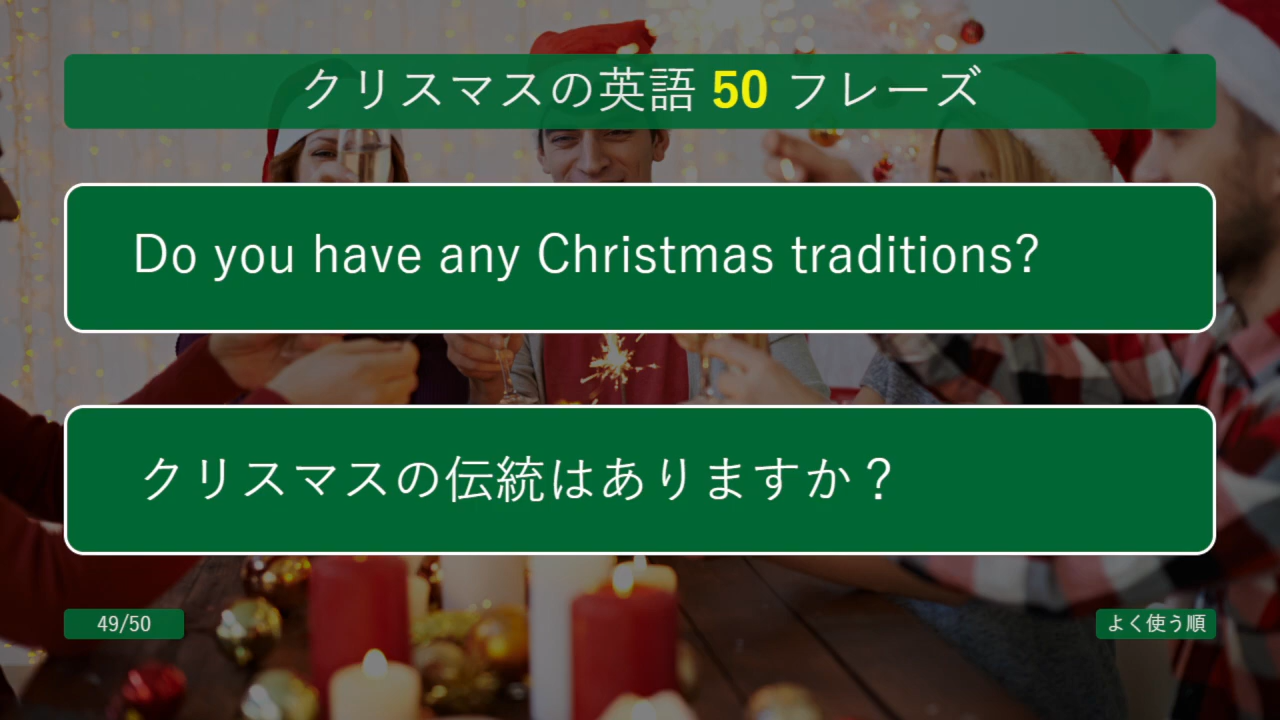 クリスマスの英語 50 フレーズ
Do you have any Christmas traditions?
クリスマスの伝統はありますか？
49/50
よく使う順